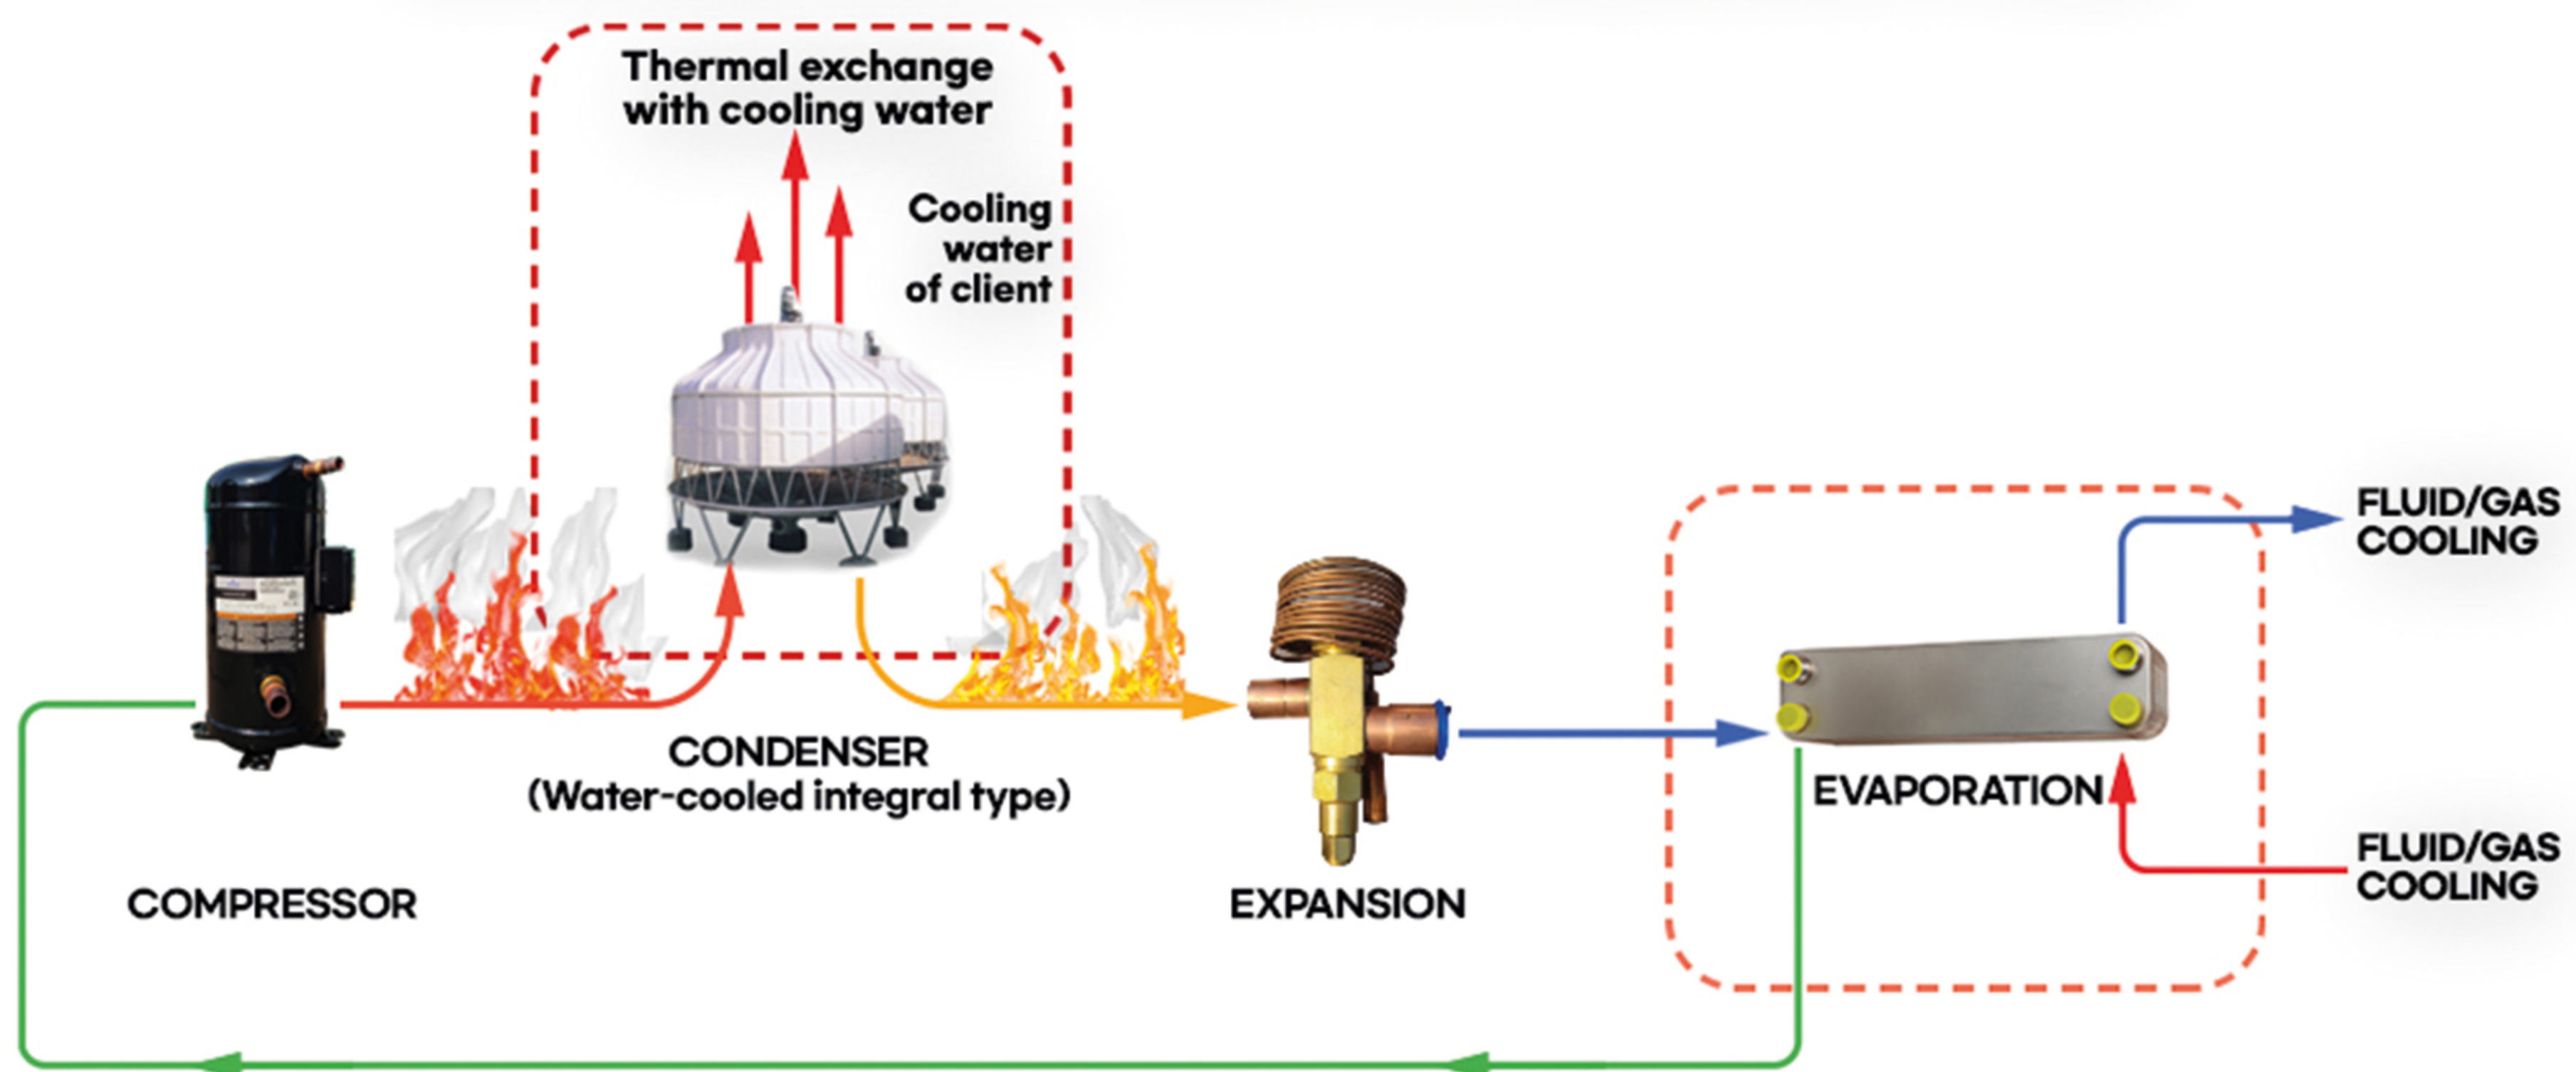 Thermal exchange
with cooling water
Cooling
water
of client
CONDENSER
(Water-cooled integral type)
COMPRESSOR
EXPANSION
EVAPORATION
FLUID/GAS
COOLING
FLUID/GAS
COOLING